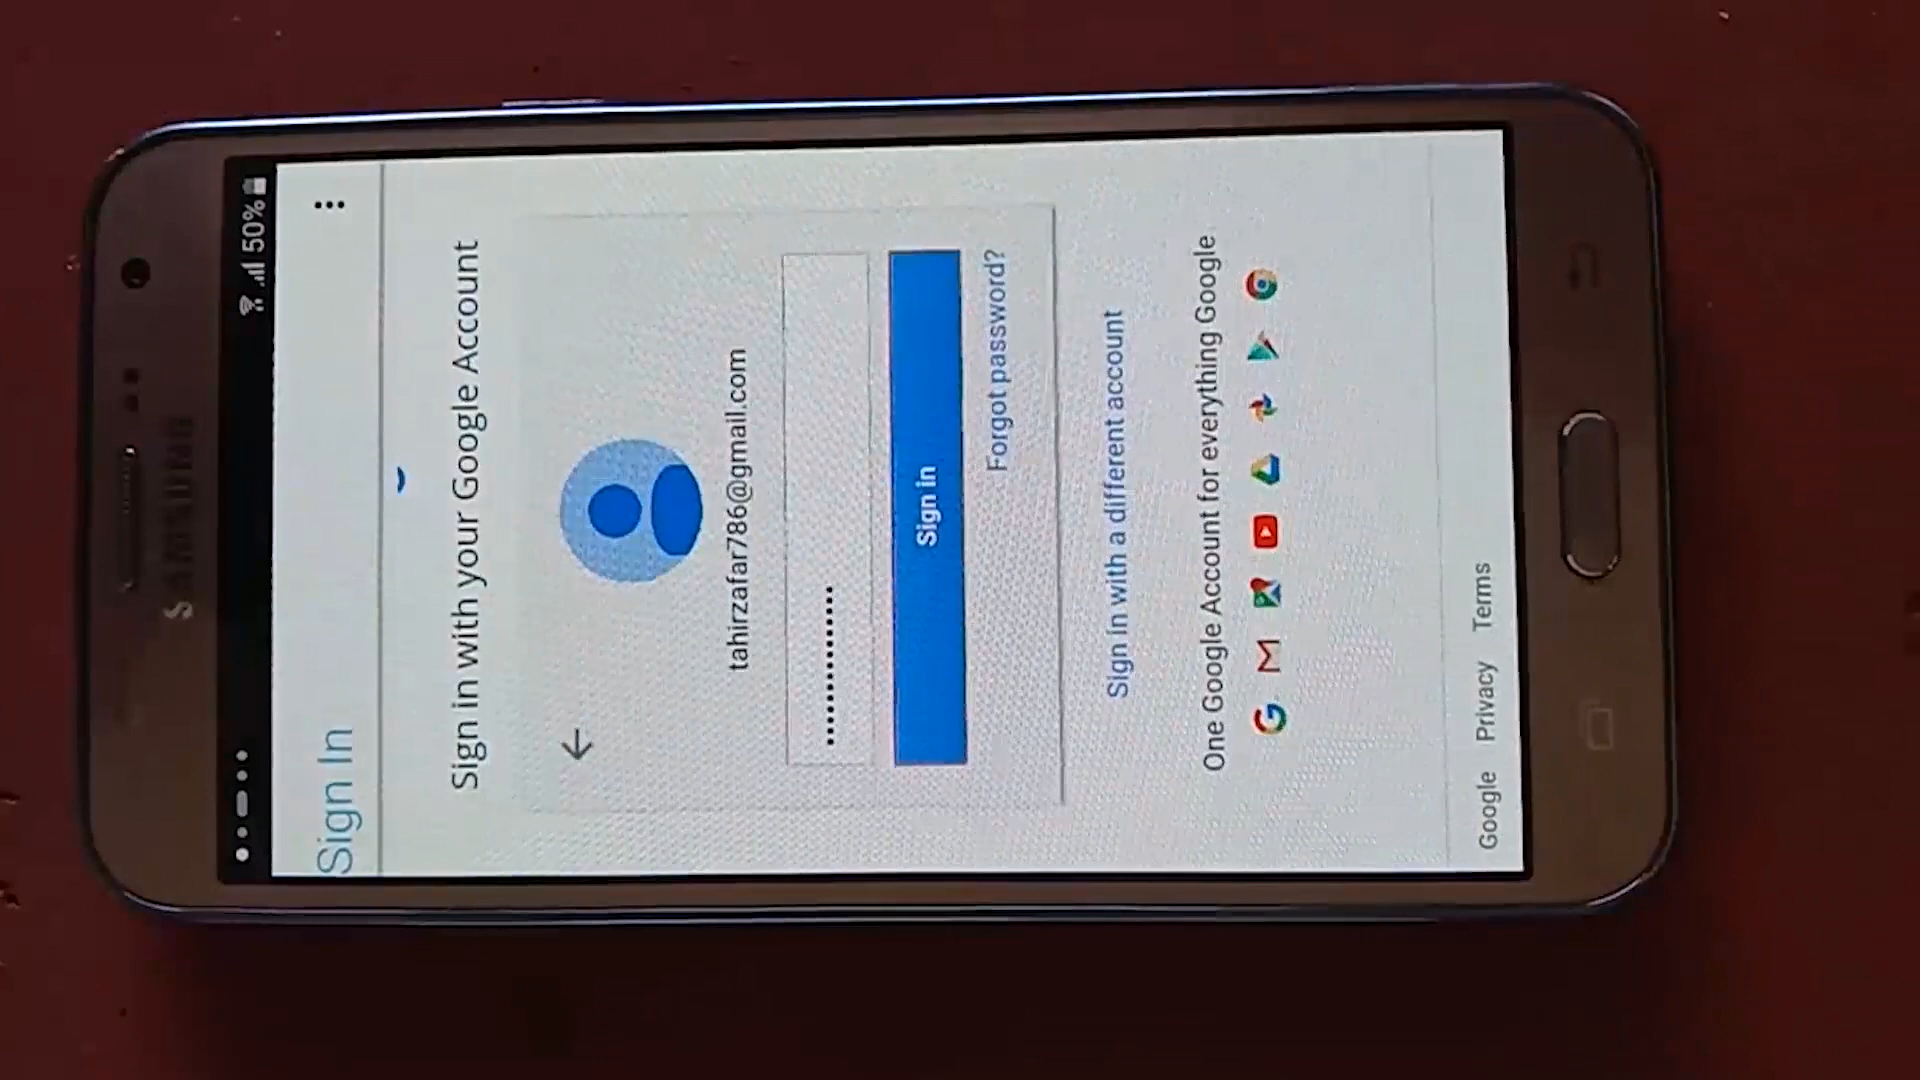 SAMSUNG
50%
Sign In
Sign in with your Google Account
tahirzafar786@gmail.com
Sign in
Forgot password?
Sign in with a different account
One Google Account for everything Google
Google Privacy Terms